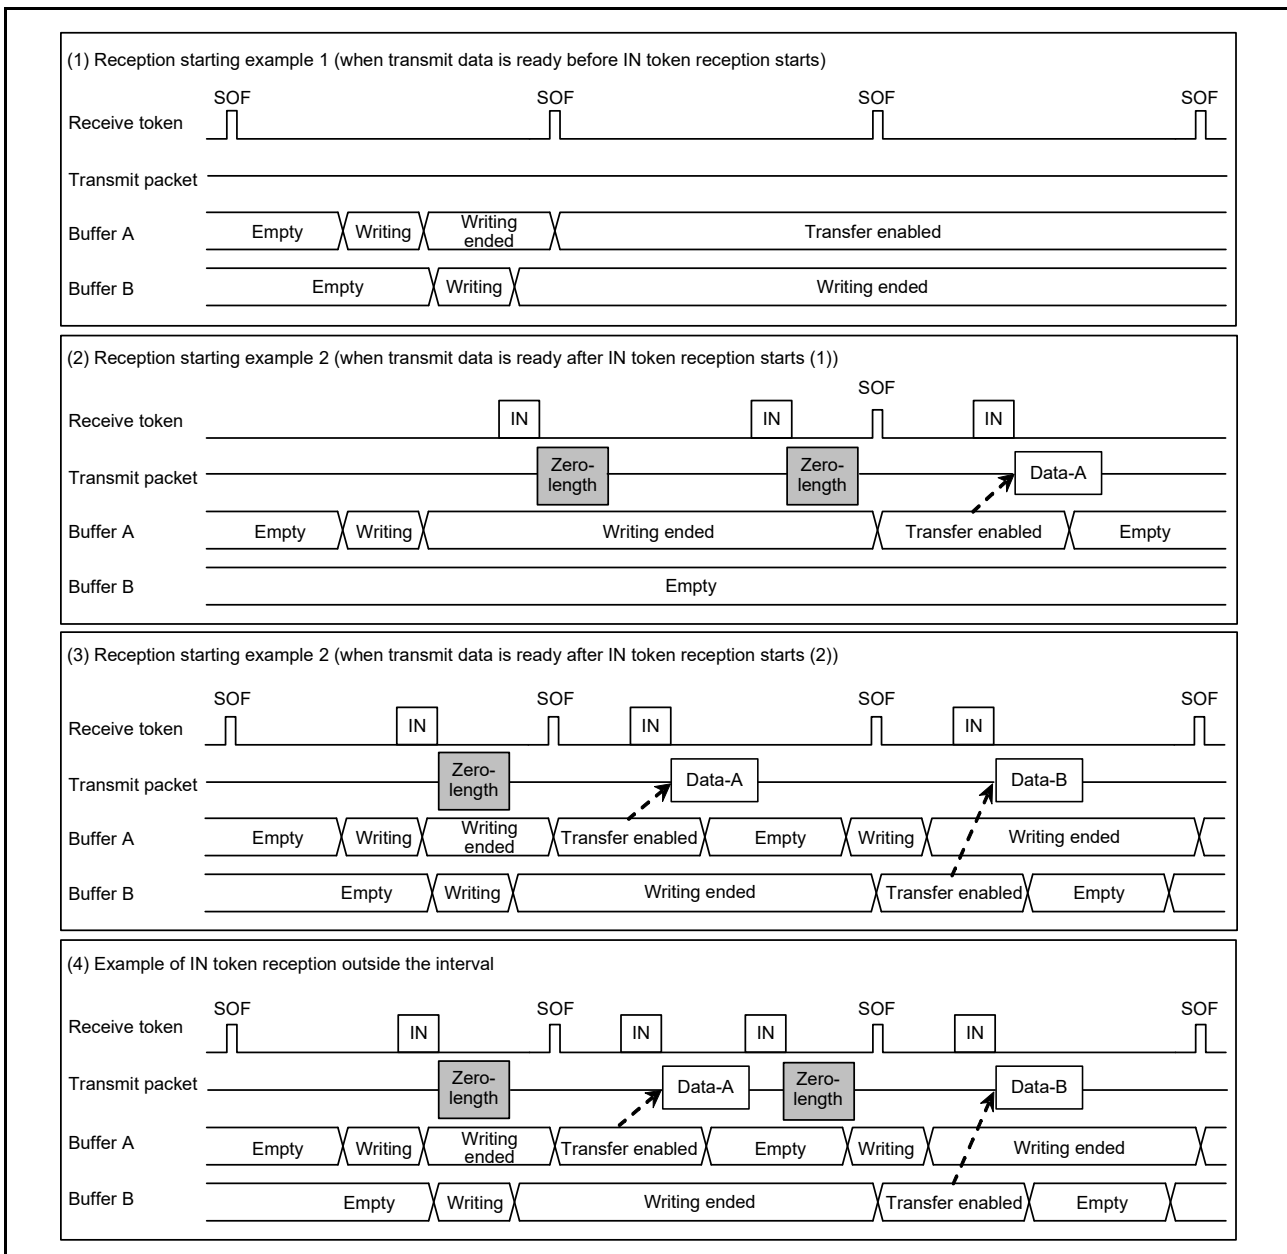 (1) Reception starting example 1 (when transmit data is ready before IN token reception starts)
SOF SOF SOF SOF
Receive token
Transmit packet
Buffer A Empty Writing Writing ended Transfer enabled
Buffer B Empty Writing Writing ended
(2) Reception starting example 2 (when transmit data is ready after IN token reception starts (1))
SOF
Receive token IN IN IN
Transmit packet Zero-length Zero-length Data-A
Buffer A Empty Writing Writing ended Transfer enabled Empty
Buffer B Empty
(3) Reception starting example 2 (when transmit data is ready after IN token reception starts (2))
SOF SOF SOF SOF
Receive token IN IN IN
Transmit packet Zero-length Data-A Data-B
Buffer A Empty Writing Writing ended Transfer enabled Empty Writing Writing ended
Buffer B Empty Writing Writing ended Transfer enabled Empty
(4) Example of IN token reception outside the interval
SOF SOF SOF SOF
Receive token IN IN IN IN
Transmit packet Zero-length Data-A Zero-length Data-B
Buffer A Empty Writing Writing ended Transfer enabled Empty Writing Writing ended
Buffer B Empty Writing Writing ended Transfer enabled Empty